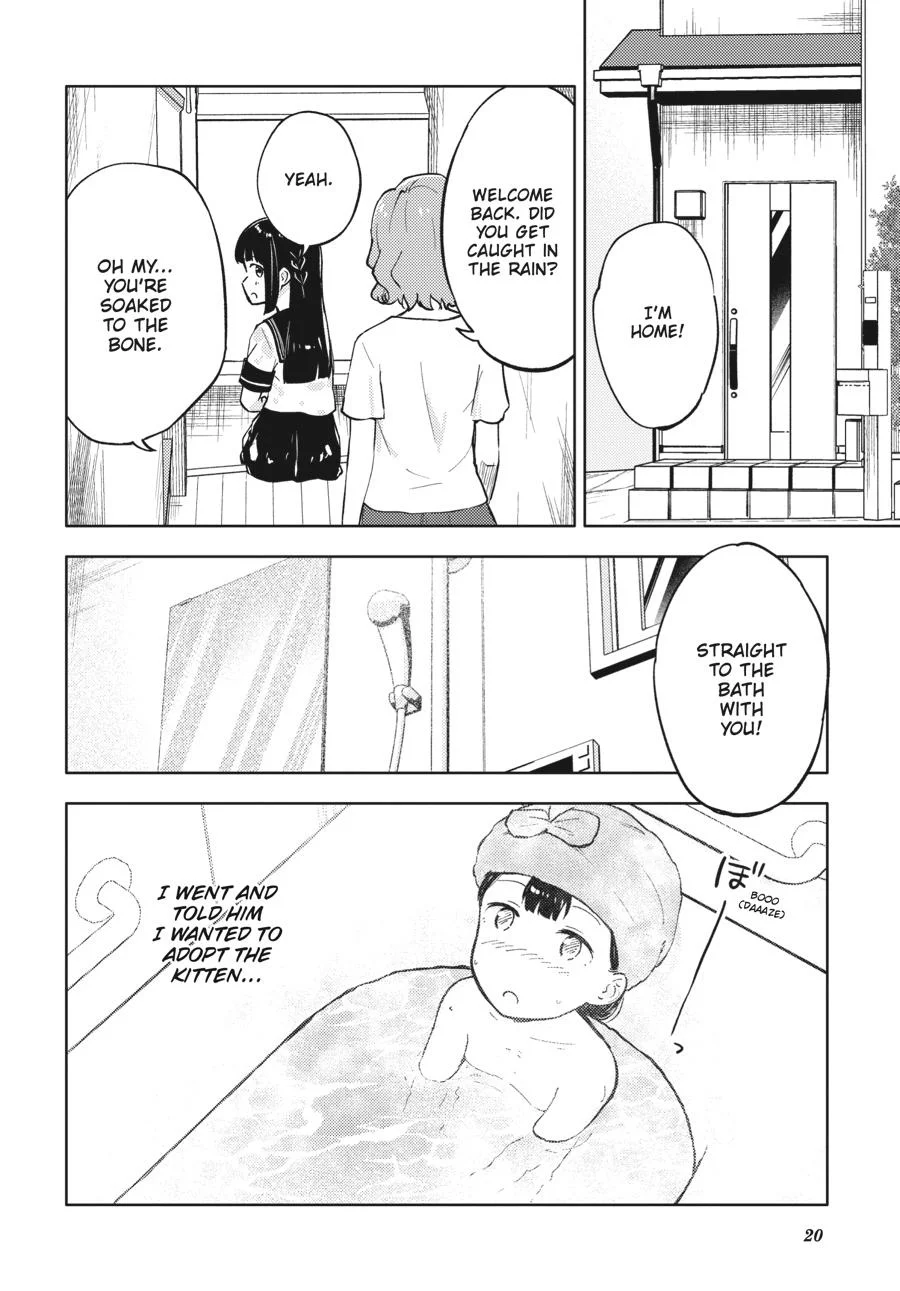 I'M
HOME!
WELCOME
BACK. DID
YOU GET
CAUGHT IN
THE RAIN?
YEAH.
OH MY...
YOU'RE
SOAKED
TO THE
BONE.
STRAIGHT
TO THE
BATH
WITH
YOU!
ぼーっ
BOOO
(DAAAZE)
I WENT AND
TOLD HIM
I WANTED TO
ADOPT THE
KITTEN...
20